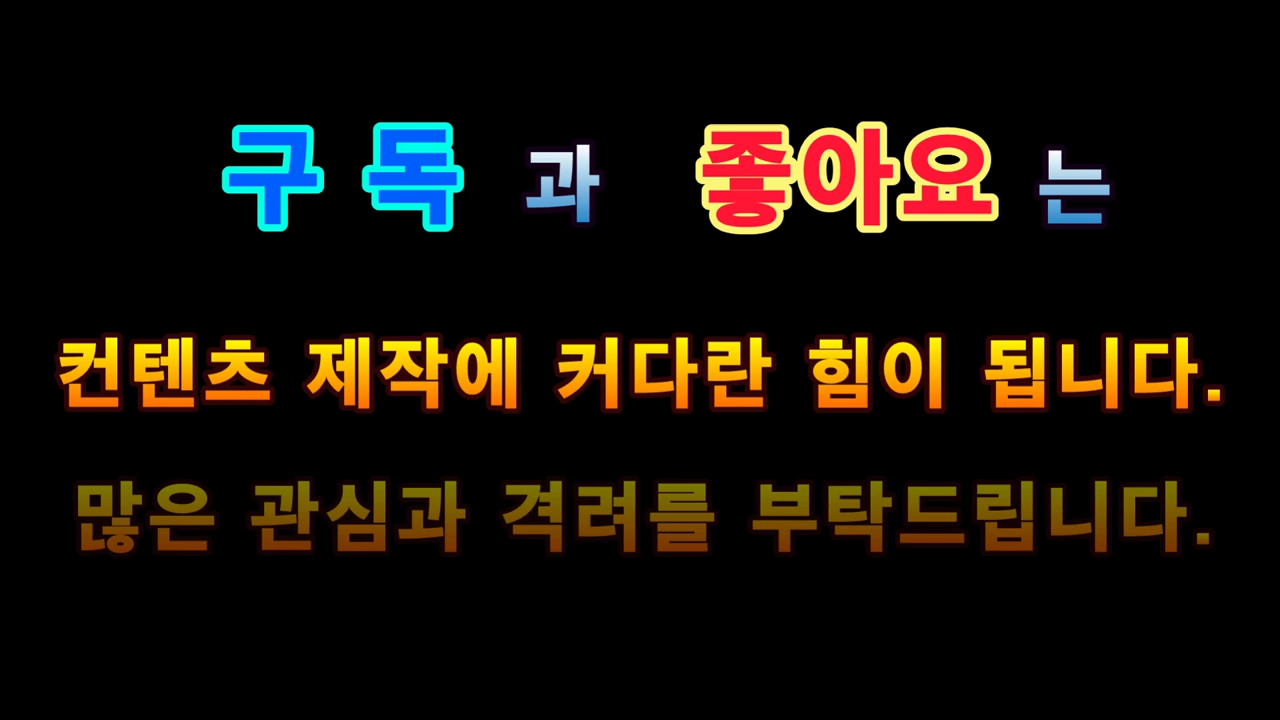 구 독 과 좋아요 는
컨텐츠 제작에 커다란 힘이 됩니다.
많은 관심과 격려를 부탁드립니다.